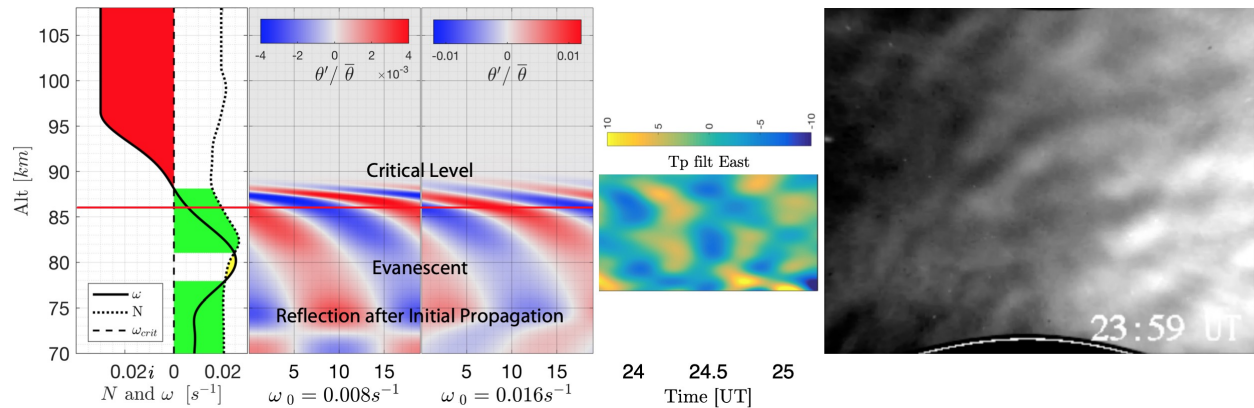 105
100
95
90
85
80
75
70
Alt [km]
ω
N
ω_crit
0.02i 0 0.02
N and ω [s⁻¹]
-4 -2 0 2 4
θ′/ θ̅ ×10⁻³
-0.01 0 0.01
θ′/ θ̅
Critical Level
Evanescent
Reflection after Initial Propagation
5 10 15
ω₀ = 0.008s⁻¹
5 10 15
ω₀ = 0.016s⁻¹
10 5 0 -5 -10
Tp filt East
24 24.5 25
Time [UT]
23:59 UT